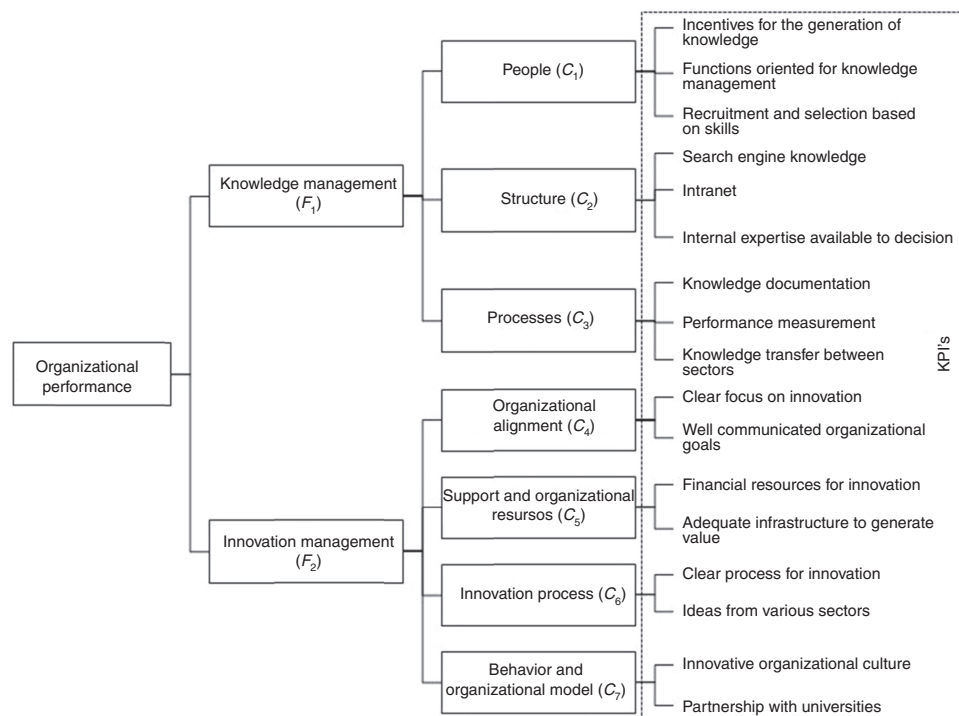 Organizational
performance
Knowledge management
(F1)
Innovation management
(F2)
People (C1)
Structure (C2)
Processes (C3)
Organizational
alignment (C4)
Support and organizational
resursos (C5)
Innovation process (C6)
Behavior and
organizational model (C7)
Incentives for the generation of
knowledge
Functions oriented for knowledge
management
Recruitment and selection based
on skills
Search engine knowledge
Intranet
Internal expertise available to decision
Knowledge documentation
Performance measurement
Knowledge transfer between
sectors
Clear focus on innovation
Well communicated organizational
goals
Financial resources for innovation
Adequate infrastructure to generate
value
Clear process for innovation
Ideas from various sectors
Innovative organizational culture
Partnership with universities
KPI's